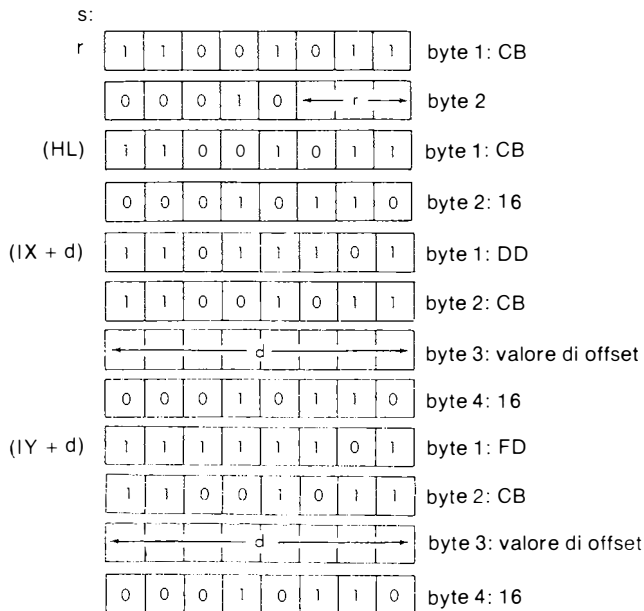 s:
r 1 1 0 0 1 0 1 1 byte 1: CB
0 0 0 1 0 r byte 2
(HL) 1 1 0 0 1 0 1 1 byte 1: CB
0 0 0 1 0 1 1 0 byte 2: 16
(IX + d) 1 1 0 1 1 1 0 1 byte 1: DD
1 1 0 0 1 0 1 1 byte 2: CB
d byte 3: valore di offset
0 0 0 1 0 1 1 0 byte 4: 16
(IY + d) 1 1 1 1 1 1 0 1 byte 1: FD
1 1 0 0 1 0 1 1 byte 2: CB
d byte 3: valore di offset
0 0 0 1 0 1 1 0 byte 4: 16